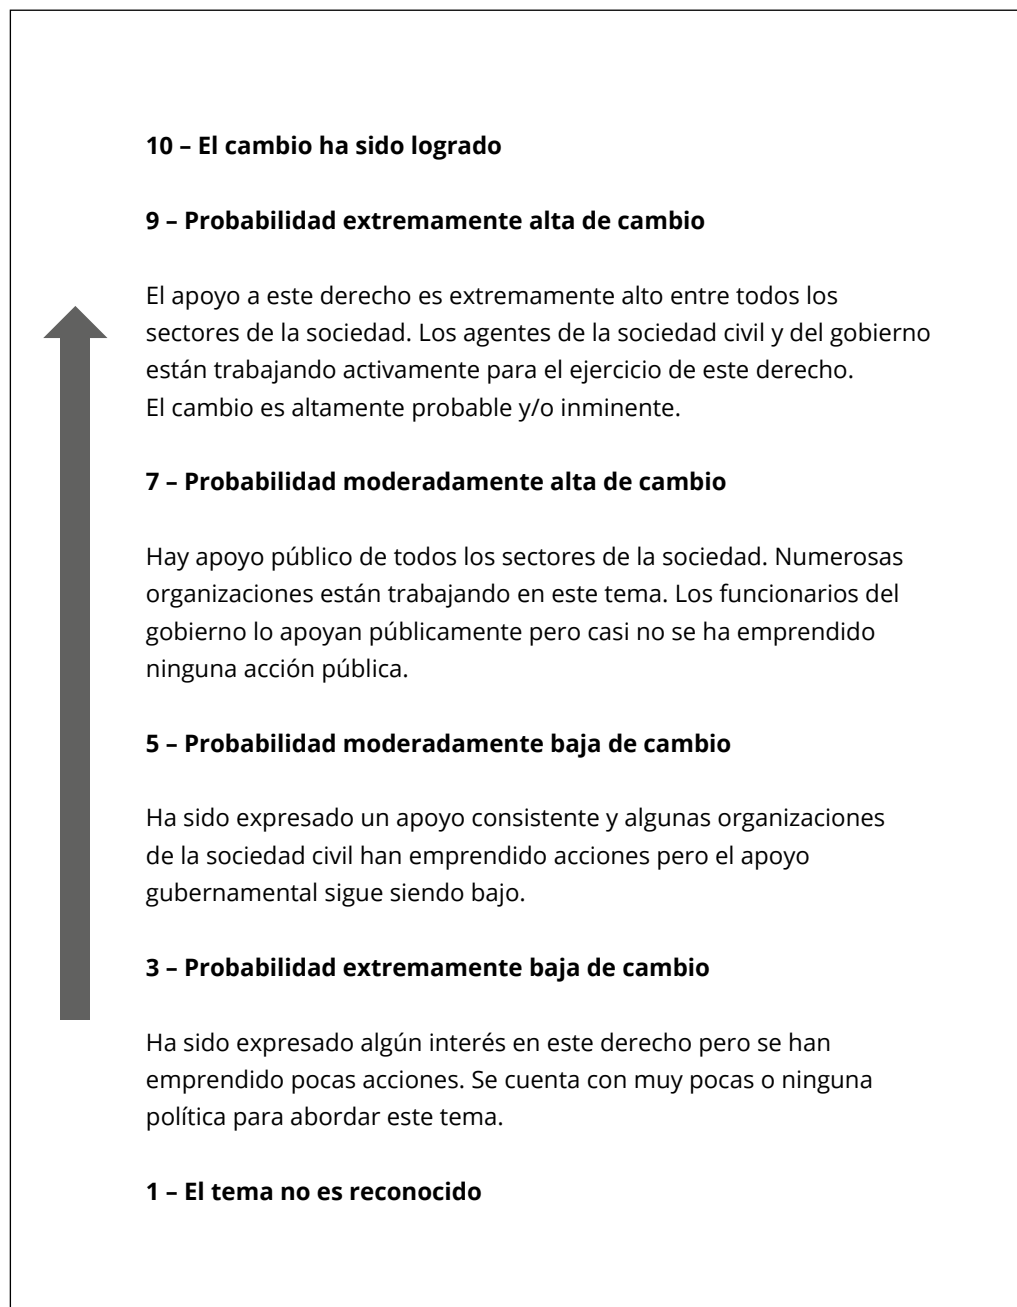 10 – El cambio ha sido logrado
9 – Probabilidad extremamente alta de cambio
El apoyo a este derecho es extremamente alto entre todos los
sectores de la sociedad. Los agentes de la sociedad civil y del gobierno
están trabajando activamente para el ejercicio de este derecho.
El cambio es altamente probable y/o inminente.
7 – Probabilidad moderadamente alta de cambio
Hay apoyo público de todos los sectores de la sociedad. Numerosas
organizaciones están trabajando en este tema. Los funcionarios del
gobierno lo apoyan públicamente pero casi no se ha emprendido
ninguna acción pública.
5 – Probabilidad moderadamente baja de cambio
Ha sido expresado un apoyo consistente y algunas organizaciones
de la sociedad civil han emprendido acciones pero el apoyo
gubernamental sigue siendo bajo.
3 – Probabilidad extremamente baja de cambio
Ha sido expresado algún interés en este derecho pero se han
emprendido pocas acciones. Se cuenta con muy pocas o ninguna
política para abordar este tema.
1 – El tema no es reconocido